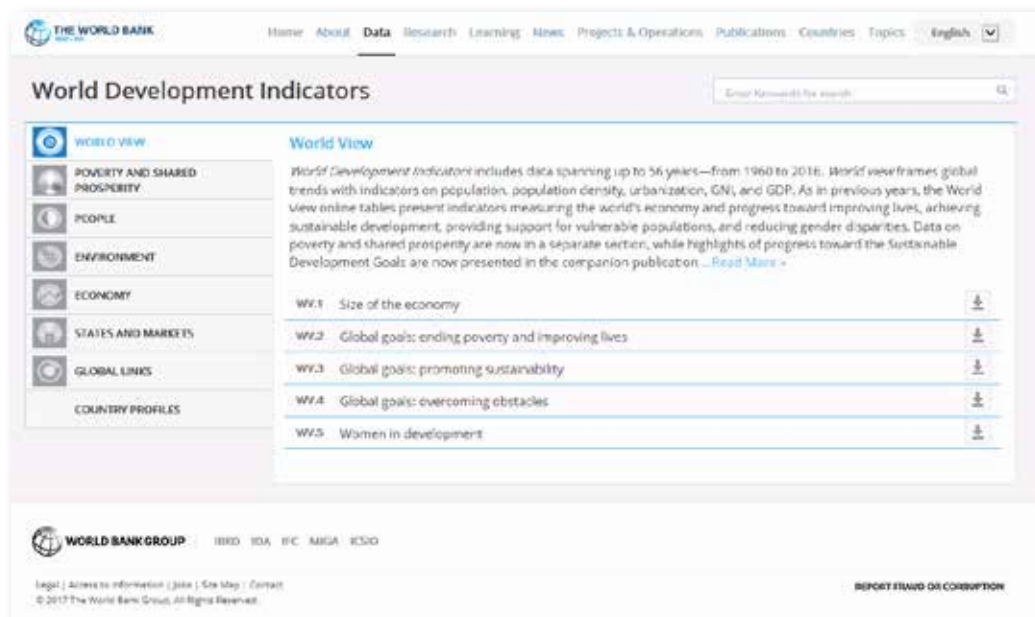 THE WORLD BANK
Home About Data Research Learning News Projects & Operations Publications Countries Topics English
World Development Indicators
Enter Keywords for search
WORLD VIEW
POVERTY AND SHARED
PROSPERITY
PEOPLE
ENVIRONMENT
ECONOMY
STATES AND MARKETS
GLOBAL LINKS
COUNTRY PROFILES
World View
World Development Indicators includes data spanning up to 56 years—from 1960 to 2016. World view frames global
trends with indicators on population, population density, urbanization, GNI, and GDP. As in previous years, the World
view online tables present indicators measuring the world's economy and progress toward improving lives, achieving
sustainable development, providing support for vulnerable populations, and reducing gender disparities. Data on
poverty and shared prosperity are now in a separate section, while highlights of progress toward the Sustainable
Development Goals are now presented in the companion publication ...Read More »
WV.1 Size of the economy
WV.2 Global goals: ending poverty and improving lives
WV.3 Global goals: promoting sustainability
WV.4 Global goals: overcoming obstacles
WV.5 Women in development
WORLD BANK GROUP IBRD IDA IFC MIGA ICSID
Legal | Access to Information | Jobs | Site Map | Contact
© 2017 The World Bank Group, All Rights Reserved.
REPORT FRAUD OR CORRUPTION